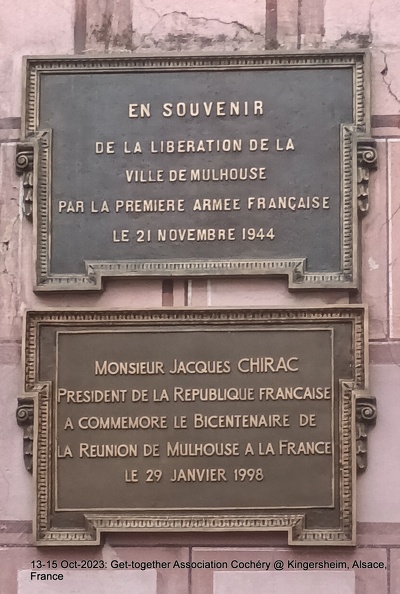 EN SOUVENIR
DE LA LIBERATION DE LA
VILLE DE MULHOUSE
PAR LA PREMIERE ARMEE FRANÇAISE
LE 21 NOVEMBRE 1944
MONSIEUR JACQUES CHIRAC
PRESIDENT DE LA REPUBLIQUE FRANCAISE
A COMMEMORE LE BICENTENAIRE DE
LA REUNION DE MULHOUSE A LA FRANCE
LE 29 JANVIER 1998
13-15 Oct-2023: Get-together Association Cochéry @ Kingersheim, Alsace,
France